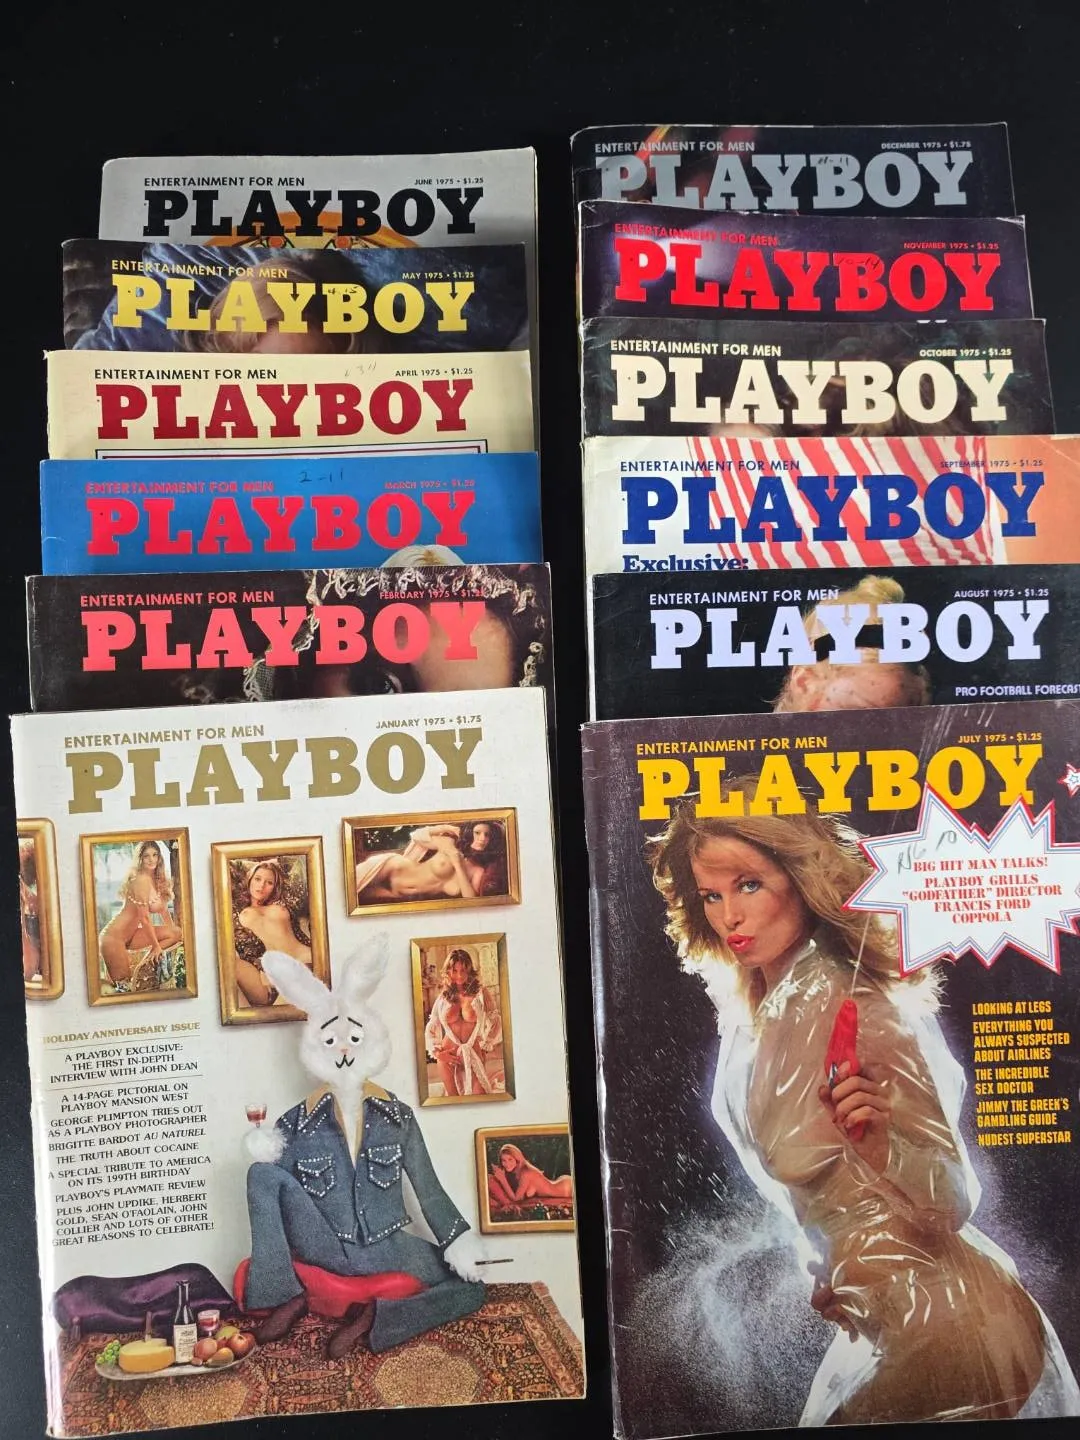 ENTERTAINMENT FOR MEN
JUNE 1975 • $1.25
PLAYBOY
ENTERTAINMENT FOR MEN
MAY 1975 • $1.25
PLAYBOY
ENTERTAINMENT FOR MEN
APRIL 1975 • $1.25
PLAYBOY
2-11
ENTERTAINMENT FOR MEN
MARCH 1975 • $1.25
PLAYBOY
ENTERTAINMENT FOR MEN
FEBRUARY 1975 • $1.25
PLAYBOY
ENTERTAINMENT FOR MEN
JANUARY 1975 • $1.75
PLAYBOY
HOLIDAY ANNIVERSARY ISSUE
A PLAYBOY EXCLUSIVE:
THE FIRST IN-DEPTH
INTERVIEW WITH JOHN DEAN
A 14-PAGE PICTORIAL ON
PLAYBOY MANSION WEST
GEORGE PLIMPTON TRIES OUT
AS A PLAYBOY PHOTOGRAPHER
BRIGITTE BARDOT AU NATUREL
THE TRUTH ABOUT COCAINE
A SPECIAL TRIBUTE TO AMERICA
ON ITS 199TH BIRTHDAY
PLAYBOY'S PLAYMATE REVIEW
PLUS JOHN UPDIKE, HERBERT
GOLD, SEAN O'FAOLAIN, JOHN
COLLIER AND LOTS OF OTHER
GREAT REASONS TO CELEBRATE!
ENTERTAINMENT FOR MEN
DECEMBER 1975 • $1.75
PLAYBOY
ENTERTAINMENT FOR MEN
NOVEMBER 1975 • $1.25
PLAYBOY
ENTERTAINMENT FOR MEN
OCTOBER 1975 • $1.25
PLAYBOY
ENTERTAINMENT FOR MEN
SEPTEMBER 1975 • $1.25
PLAYBOY
Exclusive:
ENTERTAINMENT FOR MEN
AUGUST 1975 • $1.25
PLAYBOY
PRO FOOTBALL FORECAST
ENTERTAINMENT FOR MEN
JULY 1975 • $1.25
PLAYBOY
BIG HIT MAN TALKS!
PLAYBOY GRILLS
"GODFATHER" DIRECTOR
FRANCIS FORD
COPPOLA
LOOKING AT LEGS
EVERYTHING YOU
ALWAYS SUSPECTED
ABOUT AIRLINES
THE INCREDIBLE
SEX DOCTOR
JIMMY THE GREEK'S
GAMBLING GUIDE
NUDEST SUPERSTAR